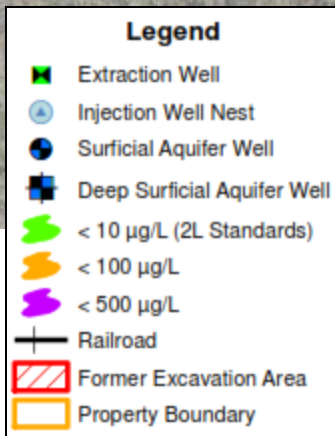 Legend
Extraction Well
Injection Well Nest
Surficial Aquifer Well
Deep Surficial Aquifer Well
< 10 µg/L (2L Standards)
< 100 µg/L
< 500 µg/L
Railroad
Former Excavation Area
Property Boundary